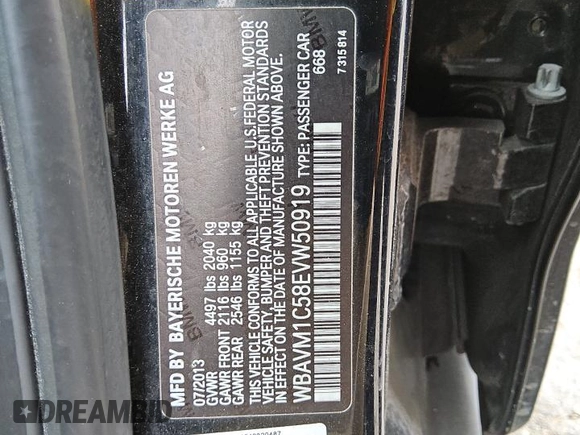 MFD BY BAYERISCHE MOTOREN WERKE AG
07/2013
GVWR 4497 lbs 2040 kg
GAWR FRONT 2116 lbs 960 kg
GAWR REAR 2546 lbs 1155 kg
THIS VEHICLE CONFORMS TO ALL APPLICABLE U.S.FEDERAL MOTOR
VEHICLE SAFETY, BUMPER AND THEFT PREVENTION STANDARDS
IN EFFECT ON THE DATE OF MANUFACTURE SHOWN ABOVE.
WBAVM1C58EVW50919 TYPE: PASSENGER CAR
668
7 315 814
BMW
DREAMBID